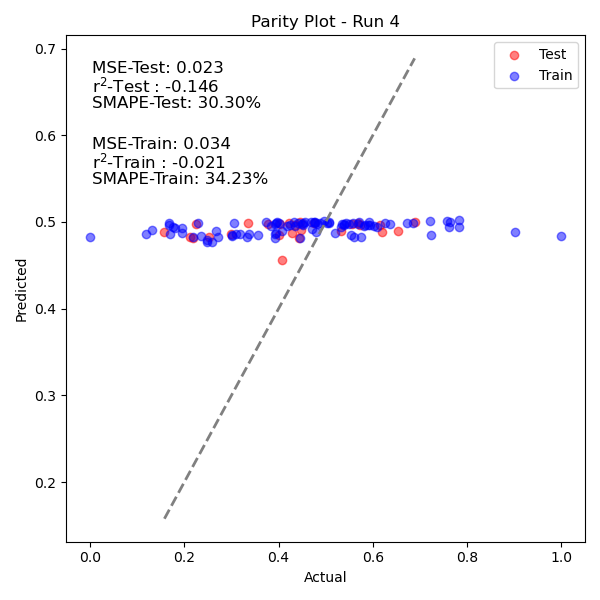 Parity Plot - Run 4
MSE-Test: 0.023
r²-Test : -0.146
SMAPE-Test: 30.30%
MSE-Train: 0.034
r²-Train : -0.021
SMAPE-Train: 34.23%
Test
Train
0.7
0.6
0.5
0.4
0.3
0.2
Predicted
0.0 0.2 0.4 0.6 0.8 1.0
Actual